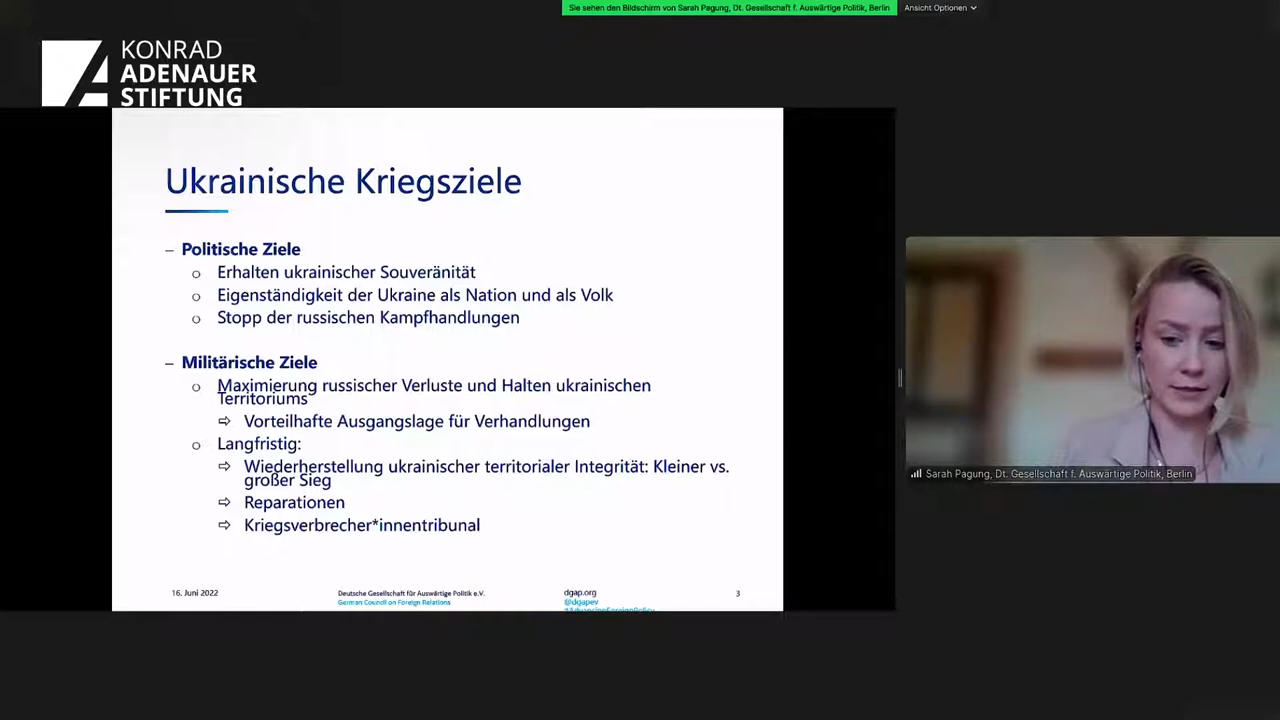 Sie sehen den Bildschirm von Sarah Pagung, Dt. Gesellschaft f. Auswärtige Politik, Berlin
Ansicht Optionen
KONRAD
ADENAUER
STIFTUNG
Ukrainische Kriegsziele
– Politische Ziele
o Erhalten ukrainischer Souveränität
o Eigenständigkeit der Ukraine als Nation und als Volk
o Stopp der russischen Kampfhandlungen
– Militärische Ziele
o Maximierung russischer Verluste und Halten ukrainischen
Territoriums
⇨ Vorteilhafte Ausgangslage für Verhandlungen
o Langfristig:
⇨ Wiederherstellung ukrainischer territorialer Integrität: Kleiner vs.
großer Sieg
⇨ Reparationen
⇨ Kriegsverbrecher*innentribunal
16. Juni 2022
Deutsche Gesellschaft für Auswärtige Politik e.V.
German Council on Foreign Relations
dgap.org
@dgapev
#AdvancingForeignPolicy
3
Sarah Pagung, Dt. Gesellschaft f. Auswärtige Politik, Berlin